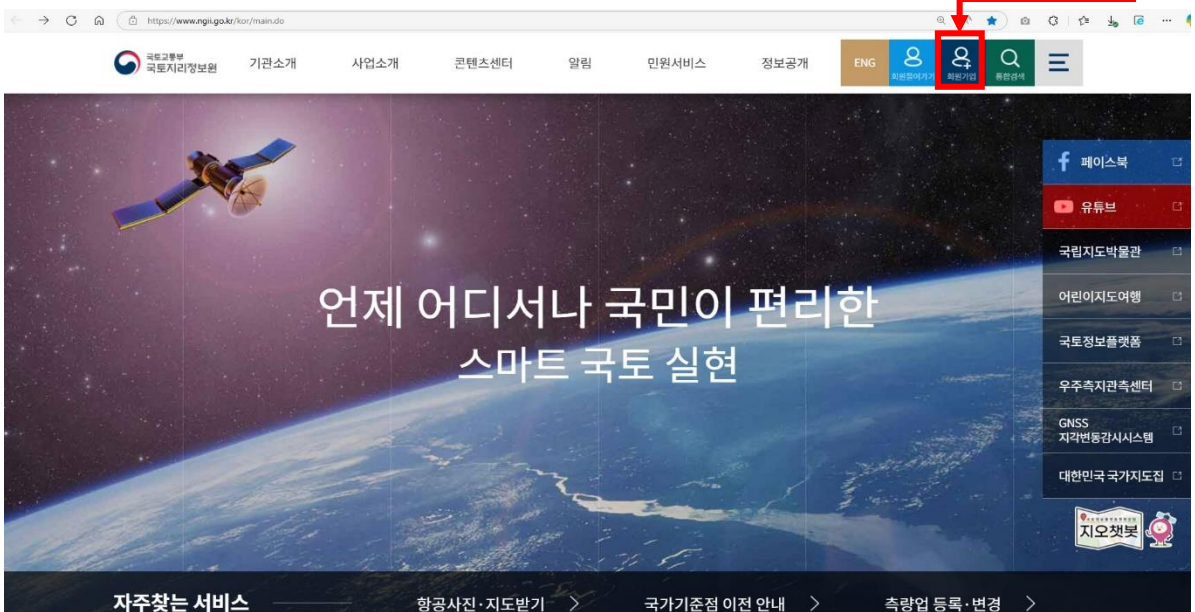 https://www.ngii.go.kr/kor/main.do
국토교통부
국토지리정보원
기관소개
사업소개
콘텐츠센터
알림
민원서비스
정보공개
ENG
회원가입
통합검색
페이스북
유튜브
국립지도박물관
어린이지도여행
국토정보플랫폼
우주측지관측센터
GNSS
지각변동감시시스템
대한민국 국가지도집
언제 어디서나 국민이 편리한
스마트 국토 실현
지오챗봇
자주찾는 서비스
항공사진·지도받기
국가기준점 이전 안내
측량업 등록·변경